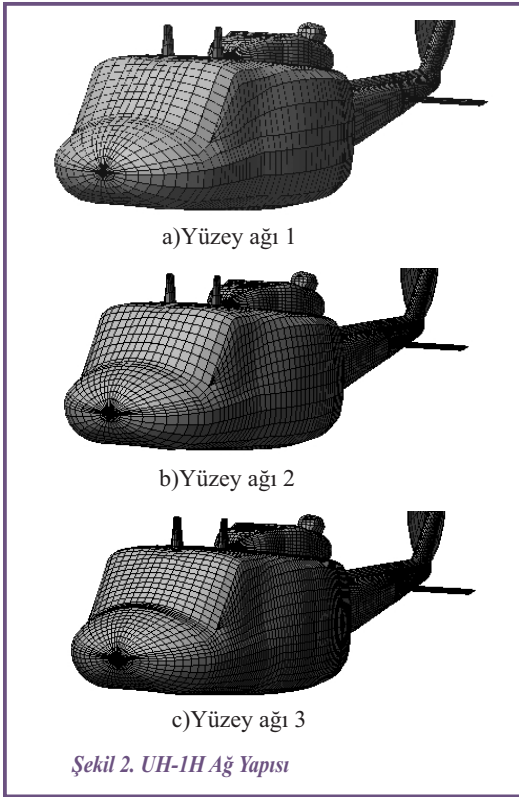 a)Yüzey ağı 1
b)Yüzey ağı 2
c)Yüzey ağı 3
Şekil 2. UH-1H Ağ Yapısı